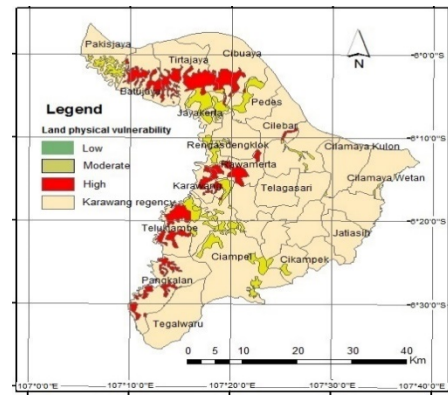 Pakisjaya
Cibuaya
Tirtajaya
Batujaya
Pedes
Jayakerta
Cilebar
Rengasdengklok
Cilamaya Kulon
Rawamerta
Cilamaya Wetan
Karawang
Telagasari
Telukjambe
Jatiasih
Ciampel
Cikampek
Pangkalan
Tegalwaru
N
Legend
Land physical vulnerability
Low
Moderate
High
Karawang regency
6°0'0"S
6°10'0"S
6°20'0"S
6°30'0"S
0 5 10 20 30 40
Km
107°0'0"E 107°10'0"E 107°20'0"E 107°30'0"E 107°40'0"E